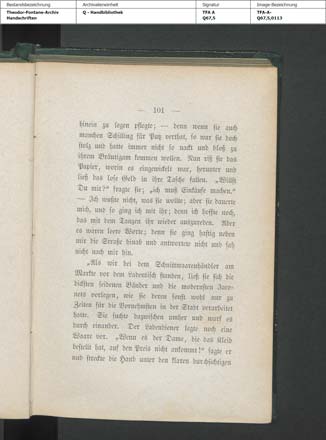 Bestandsbezeichnung Archivalieneinheit Signatur Image-Bezeichnung
Theodor-Fontane-Archiv Q - Handbibliothek TFA A TFA-A-
Handschriften Q67,5 Q67,5,0113
— 101 —
hinein zu legen pflegte; — denn wenn sie auch
manchen Schilling für Putz verthat, so war sie doch
stolz und hatte immer nicht so nackt und bloß zu
ihrem Bräutigam kommen wollen. Nun riß sie das
Papier, worin es eingewickelt war, herunter und
ließ das lose Geld in ihre Tasche fallen. „Willst
Du mit?“ fragte sie; „ich muß Einkäufe machen.“
— Ich wußte nicht, was sie wollte; aber sie dauerte
mich, und so ging ich mit ihr; denn ich hoffte noch,
das mit dem Tanzen ihr wieder auszureden. Aber
es waren leere Worte; denn sie ging hastig neben
mir die Straße hinab und antwortete nicht und sah
nicht nach mir hin.
„Als wir bei dem Schnittwaarenhändler am
Markte vor dem Ladentisch standen, ließ sie sich die
dicksten seidenen Bänder und die modernsten
vorlegen, wie sie deren sonst wohl nur zu
Zeiten für die Vornehmsten in der Stadt verarbeitet
hatte. Sie suchte dazwischen umher und warf es
durch einander. Der Ladendiener legte noch eine
Waare vor. „Wenn es der Dame, die das Kleid
bestellt hat, auf den Preis nicht ankommt!“ sagte er
und streckte die Hand unter den klaren durchsichtigen